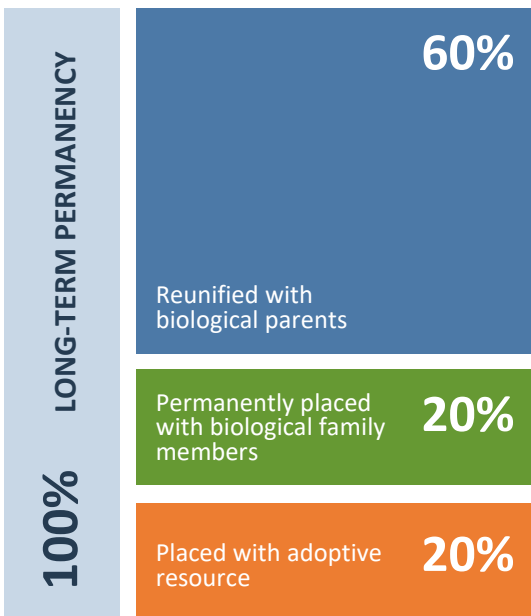 100% LONG-TERM PERMANENCY
60%
Reunified with
biological parents
Permanently placed
with biological family
members
20%
Placed with adoptive
resource
20%